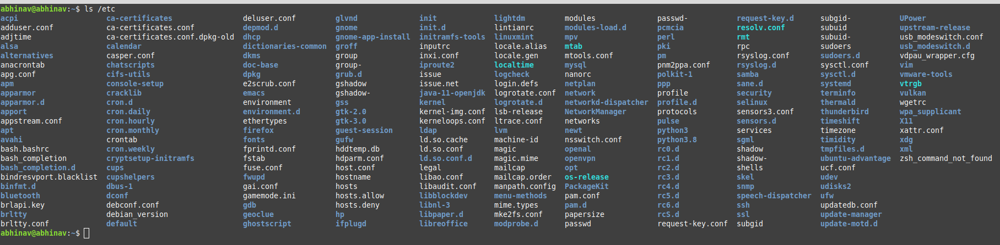 abhinav@abhinav:~$ ls /etc
acpi ca-certificates deluser.conf glvnd init lightdm modules passwd- request-key.d subgid- UPower
adduser.conf ca-certificates.conf depmod.d gnome init.d lintianrc modules-load.d pcmcia resolv.conf subuid upstream-release
adjtime ca-certificates.conf.dpkg-old dhcp gnome-app-install initramfs-tools linuxmint mpv perl rmt subuid- usb_modeswitch.conf
alsa calendar dictionaries-common groff inputrc locale.alias mtab pki rpc sudoers usb_modeswitch.d
alternatives casper.conf dkms group inxi.conf locale.gen mtools.conf pm rsyslog.conf sudoers.d vdpau_wrapper.cfg
anacrontab chatscripts doc-base group- iproute2 localtime mysql pnm2ppa.conf rsyslog.d sysctl.conf vim
apg.conf cifs-utils dpkg grub.d issue logcheck nanorc polkit-1 samba sysctl.d vmware-tools
apm console-setup e2scrub.conf gshadow issue.net login.defs netplan ppp sane.d systemd vtrgb
apparmor cracklib emacs gshadow- java-11-openjdk logrotate.conf network profile security terminfo vulkan
apparmor.d cron.d environment gss kernel logrotate.d networkd-dispatcher profile.d selinux thermald wgetrc
apport cron.daily environment.d gtk-2.0 kernel-img.conf lsb-release NetworkManager protocols sensors3.conf thunderbird wpa_supplicant
appstream.conf cron.hourly ethertypes gtk-3.0 kerneloops.conf ltrace.conf networks pulse sensors.d timeshift X11
apt cron.monthly firefox guest-session ldap lvm newt python3 services timezone xattr.conf
avahi crontab fonts gufw ld.so.cache machine-id nsswitch.conf python3.8 sgml timidity xdg
bash.bashrc cron.weekly fprintd.conf hddtemp.db ld.so.conf magic openal rc0.d shadow tmpfiles.d xml
bash_completion cryptsetup-initramfs fstab hdparm.conf ld.so.conf.d magic.mime openvpn rc1.d shadow- ubuntu-advantage zsh_command_not_found
bash_completion.d cups fuse.conf host.conf legal mailcap opt rc2.d shells ucf.conf
bindresvport.blacklist cupshelpers fwupd hostname libao.conf mailcap.order os-release rc3.d skel udev
binfmt.d dbus-1 gai.conf hosts libaudit.conf manpath.config PackageKit rc4.d snmp udisks2
bluetooth dconf gamemode.ini hosts.allow libblockdev menu-methods pam.conf rc5.d speech-dispatcher ufw
brlapi.key debconf.conf gdb hosts.deny libnl-3 mime.types pam.d rc6.d ssh updatedb.conf
brltty debian_version geoclue hp libpaper.d mke2fs.conf papersize rcS.d ssl update-manager
brltty.conf default ghostscript ifplugd libreoffice modprobe.d passwd request-key.conf subgid update-motd.d
abhinav@abhinav:~$